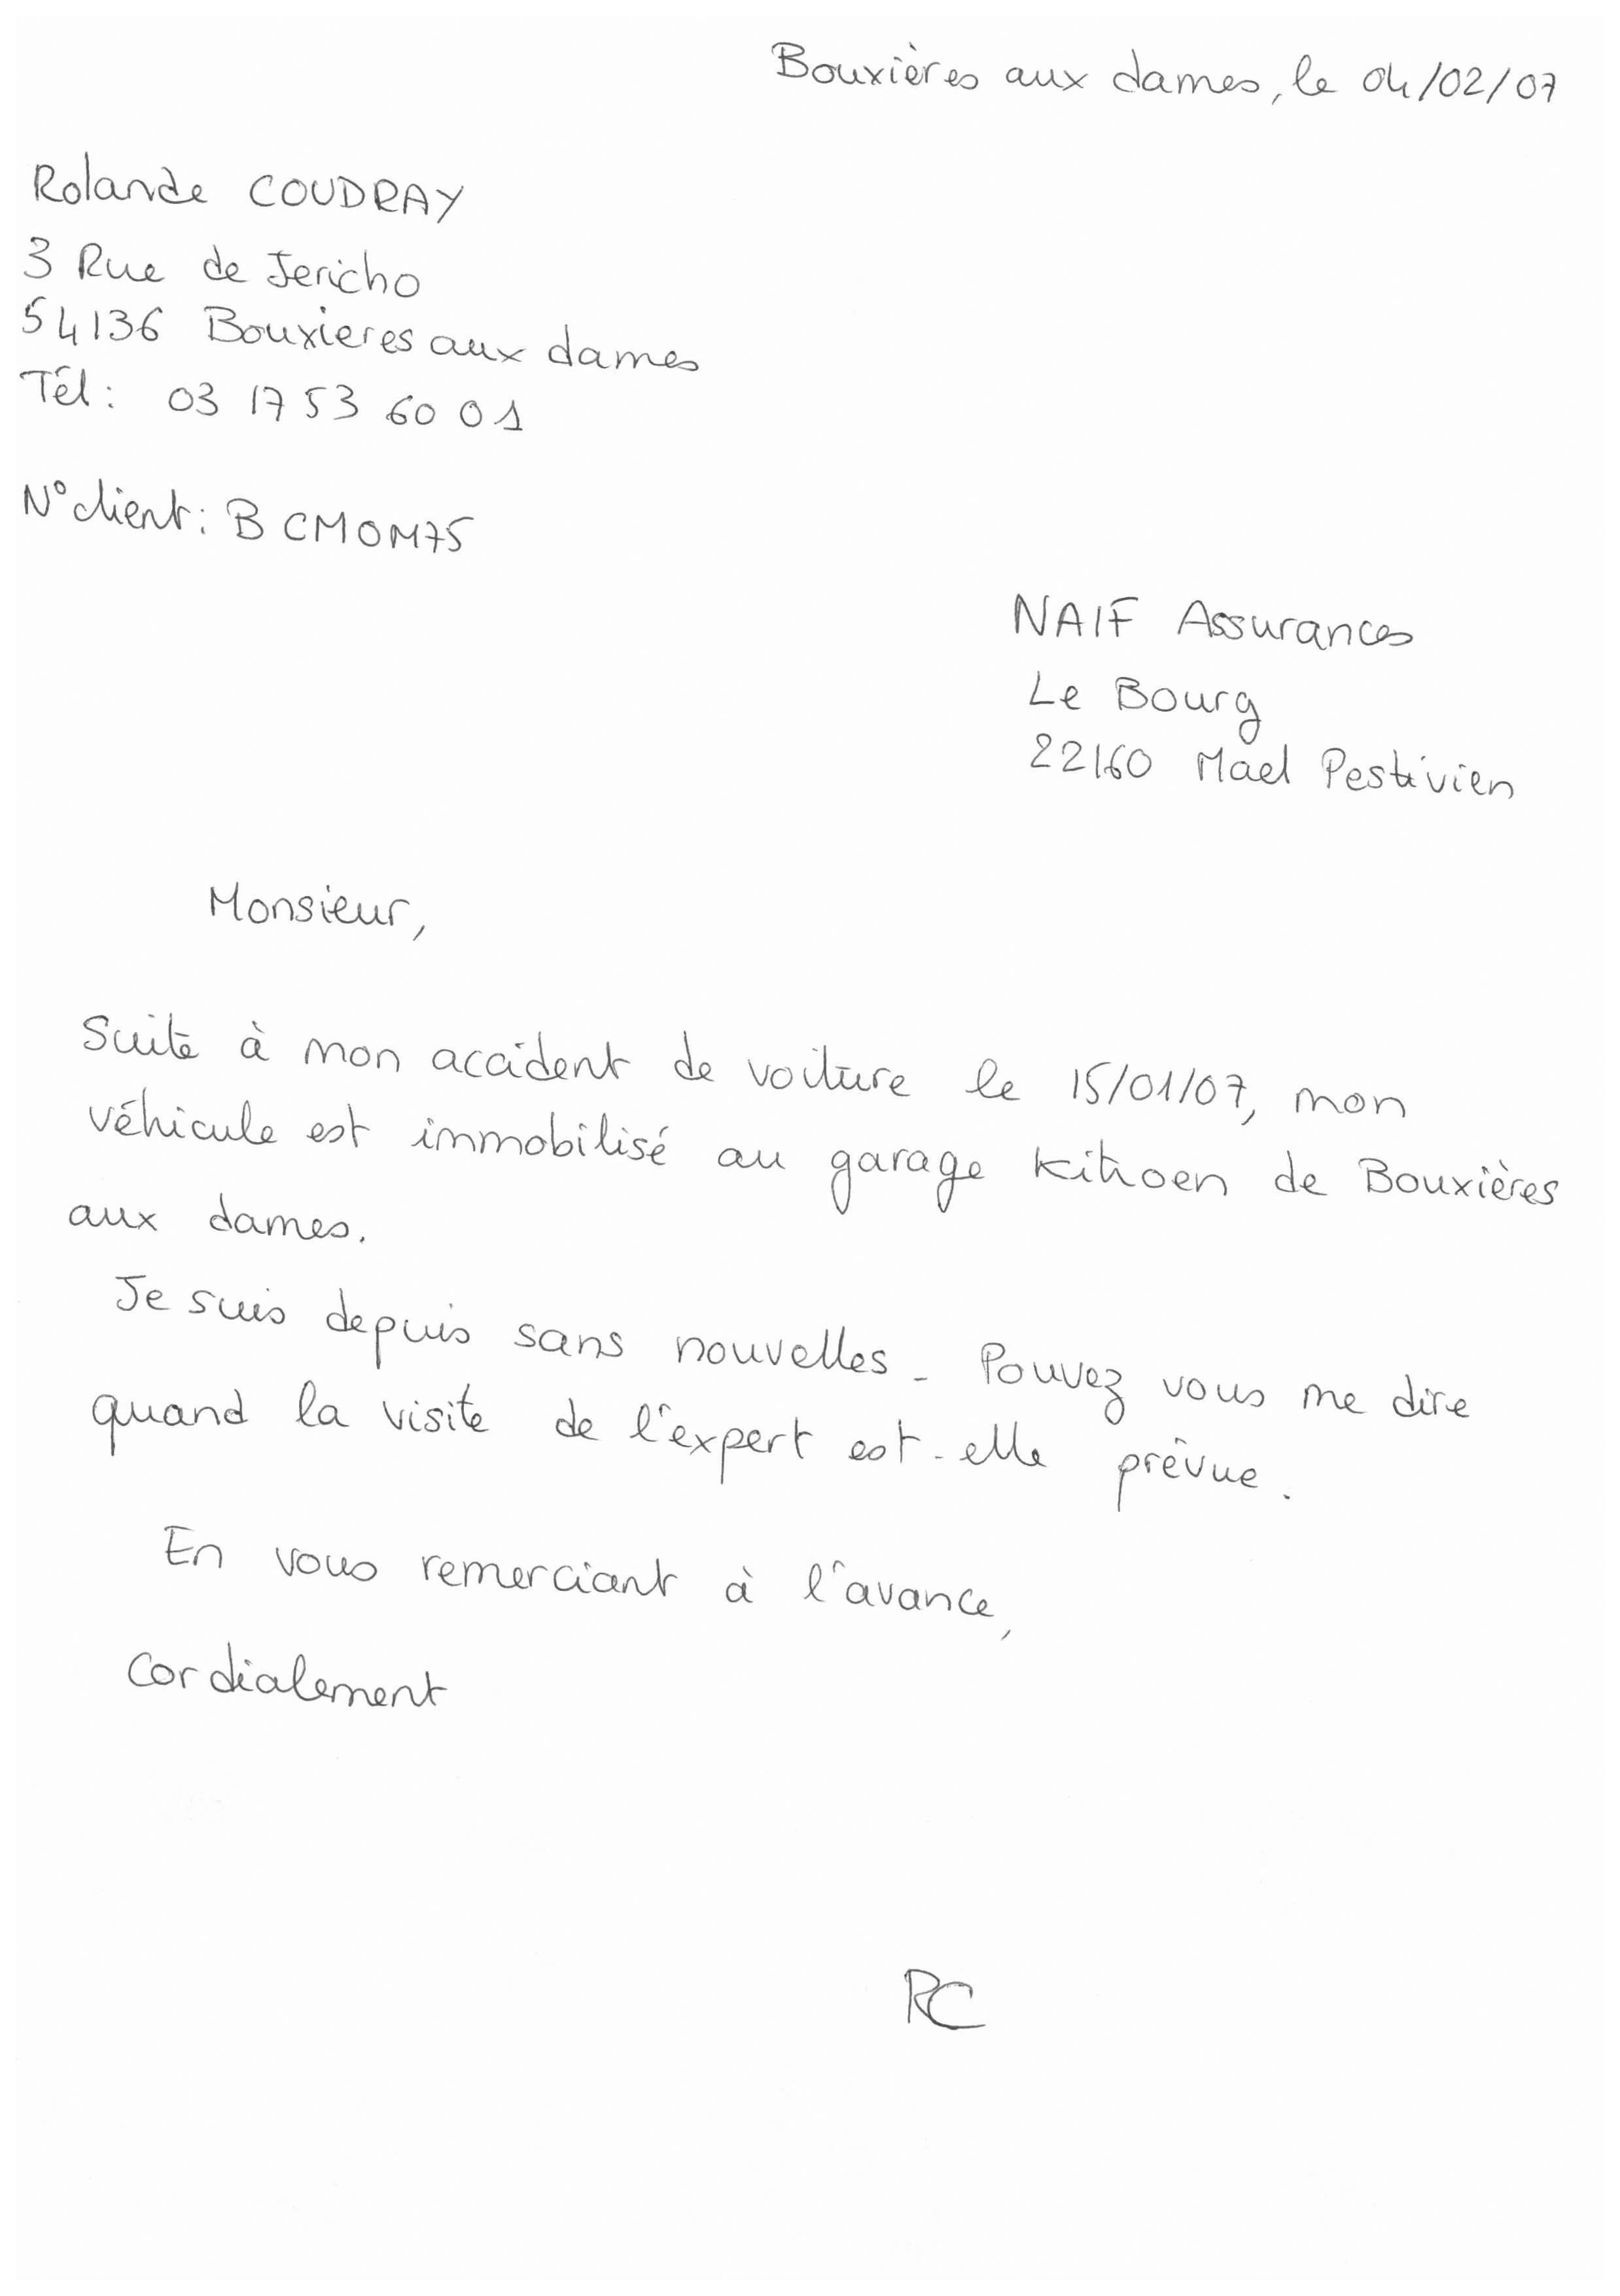 Bouxières aux dames, le 04/02/07
Rolande COUDRAY
3 Rue de Jericho
54136 Bouxieres aux dames
Tél : 03 17 53 60 01
N° client : B CMOM75
NAIF Assurances
Le Bourg
22160 Mael Pestivien
Monsieur,
Suite à mon accident de voiture le 15/01/07, mon
véhicule est immobilisé au garage Kitioen de Bouxières
aux dames.
Je suis depuis sans nouvelles - Pouvez vous me dire
quand la visite de l'expert est-elle prévue.
En vous remerciant à l'avance,
Cordialement
RC